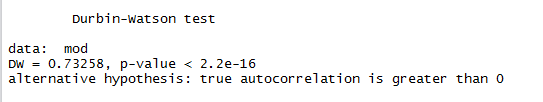 Durbin-Watson test
data:  mod
DW = 0.73258, p-value < 2.2e-16
alternative hypothesis: true autocorrelation is greater than 0